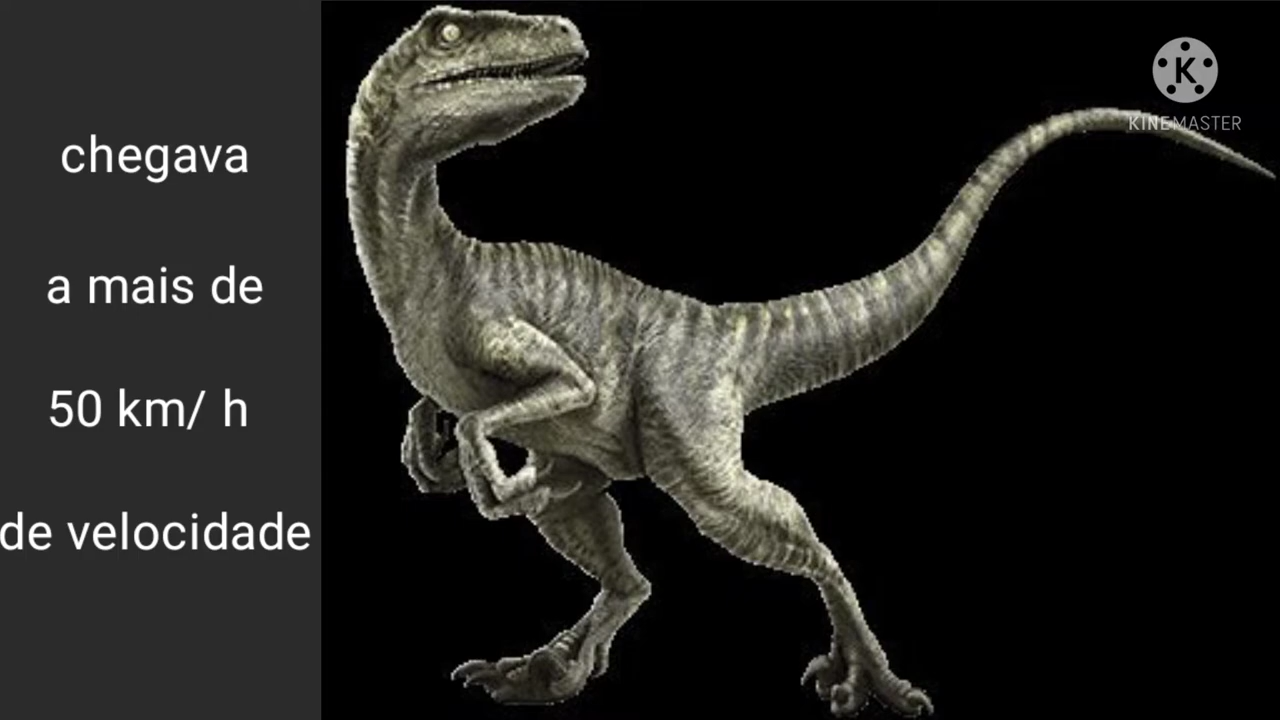 chegava
a mais de
50 km/ h
de velocidade
K
KINEMASTER